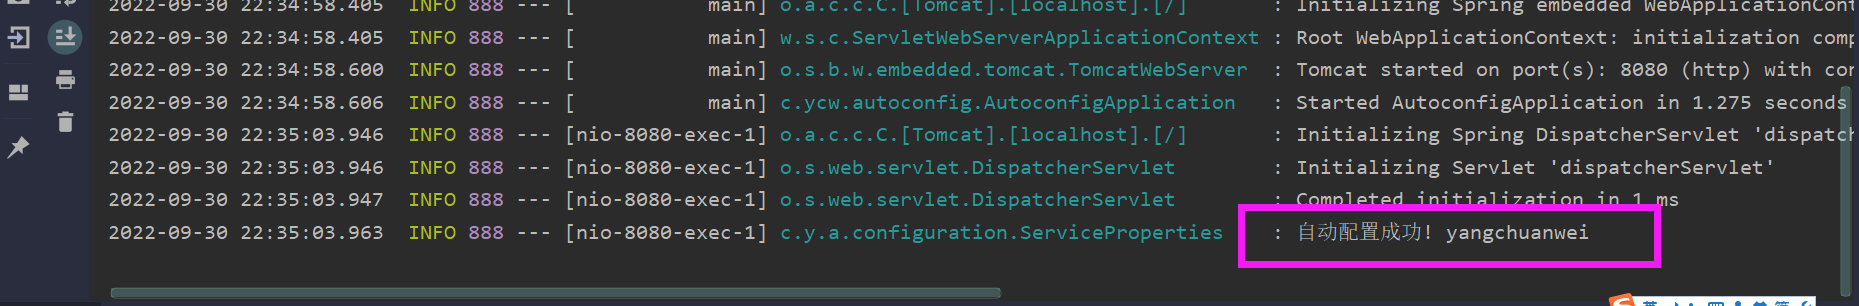 2022-09-30 22:34:58.405  INFO 888 --- [           main] o.a.c.c.C.[Tomcat].[localhost].[/]       : Initializing Spring embedded WebApplicationCont
2022-09-30 22:34:58.405  INFO 888 --- [           main] w.s.c.ServletWebServerApplicationContext : Root WebApplicationContext: initialization comp
2022-09-30 22:34:58.600  INFO 888 --- [           main] o.s.b.w.embedded.tomcat.TomcatWebServer  : Tomcat started on port(s): 8080 (http) with con
2022-09-30 22:34:58.606  INFO 888 --- [           main] c.ycw.autoconfig.AutoconfigApplication   : Started AutoconfigApplication in 1.275 seconds
2022-09-30 22:35:03.946  INFO 888 --- [nio-8080-exec-1] o.a.c.c.C.[Tomcat].[localhost].[/]       : Initializing Spring DispatcherServlet 'dispatch
2022-09-30 22:35:03.946  INFO 888 --- [nio-8080-exec-1] o.s.web.servlet.DispatcherServlet        : Initializing Servlet 'dispatcherServlet'
2022-09-30 22:35:03.947  INFO 888 --- [nio-8080-exec-1] o.s.web.servlet.DispatcherServlet        : Completed initialization in 1 ms
2022-09-30 22:35:03.963  INFO 888 --- [nio-8080-exec-1] c.y.a.configuration.ServiceProperties    : 自动配置成功! yangchuanwei